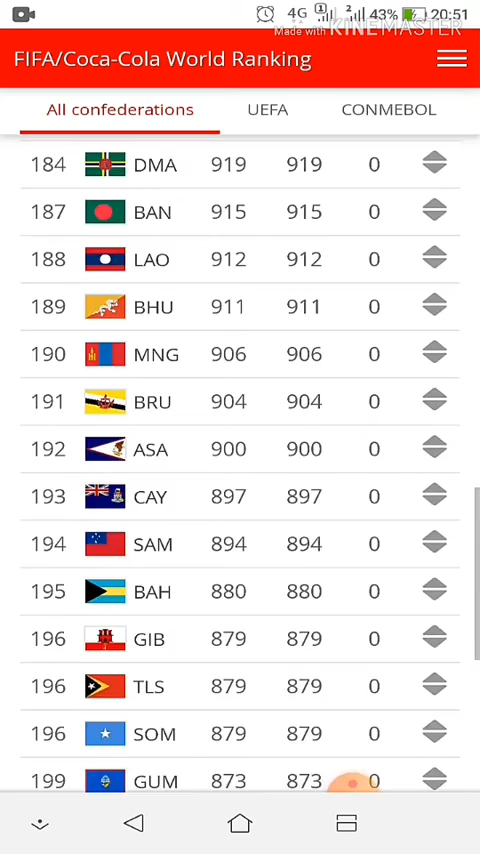 4G 1 2 43% 20:51
Made with KINEMASTER
FIFA/Coca-Cola World Ranking
All confederations UEFA CONMEBOL
184 DMA 919 919 0
187 BAN 915 915 0
188 LAO 912 912 0
189 BHU 911 911 0
190 MNG 906 906 0
191 BRU 904 904 0
192 ASA 900 900 0
193 CAY 897 897 0
194 SAM 894 894 0
195 BAH 880 880 0
196 GIB 879 879 0
196 TLS 879 879 0
196 SOM 879 879 0
199 GUM 873 873 0